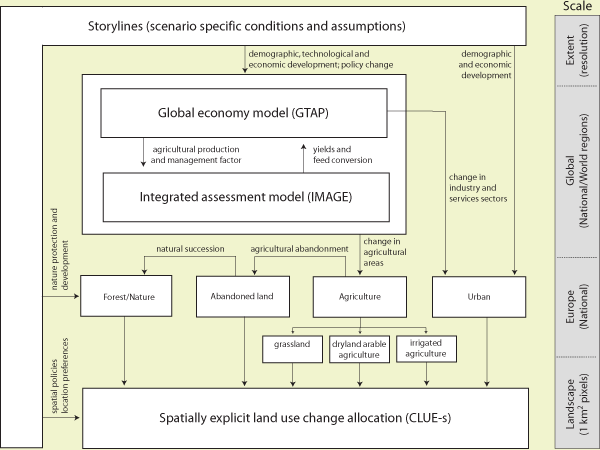 Scale
Storylines (scenario specific conditions and assumptions)
Extent
(resolution)
demographic, technological and
economic development; policy change
demographic
and economic
development
Global economy model (GTAP)
agricultural production
and management factor
yields and
feed conversion
Integrated assessment model (IMAGE)
change in
industry and
services sectors
Global
(National/World regions)
nature protection and
development
natural succession
agricultural abandonment
change in
agricultural
areas
Forest/Nature
Abandoned land
Agriculture
Urban
Europe
(National)
grassland
dryland arable
agriculture
irrigated
agriculture
spatial policies
location preferences
Spatially explicit land use change allocation (CLUE-s)
Landscape
(1 km² pixels)